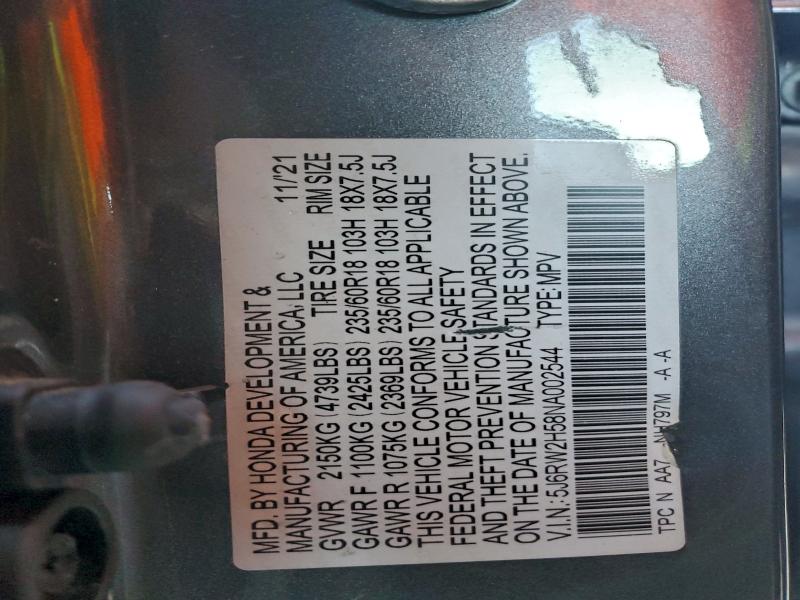 MFD. BY HONDA DEVELOPMENT &
MANUFACTURING OF AMERICA, LLC 11/'21
GVWR 2150KG (4739LBS) TIRE SIZE RIM SIZE
GAWR F 1100KG (2425LBS) 235/60R18 103H 18X7.5J
GAWR R 1075KG (2369LBS) 235/60R18 103H 18X7.5J
THIS VEHICLE CONFORMS TO ALL APPLICABLE
FEDERAL MOTOR VEHICLE SAFETY
AND THEFT PREVENTION STANDARDS IN EFFECT
ON THE DATE OF MANUFACTURE SHOWN ABOVE.
V.I.N.: 5J6RW2H58NA002544 TYPE: MPV
TPC N AA7 NH797M -A -A